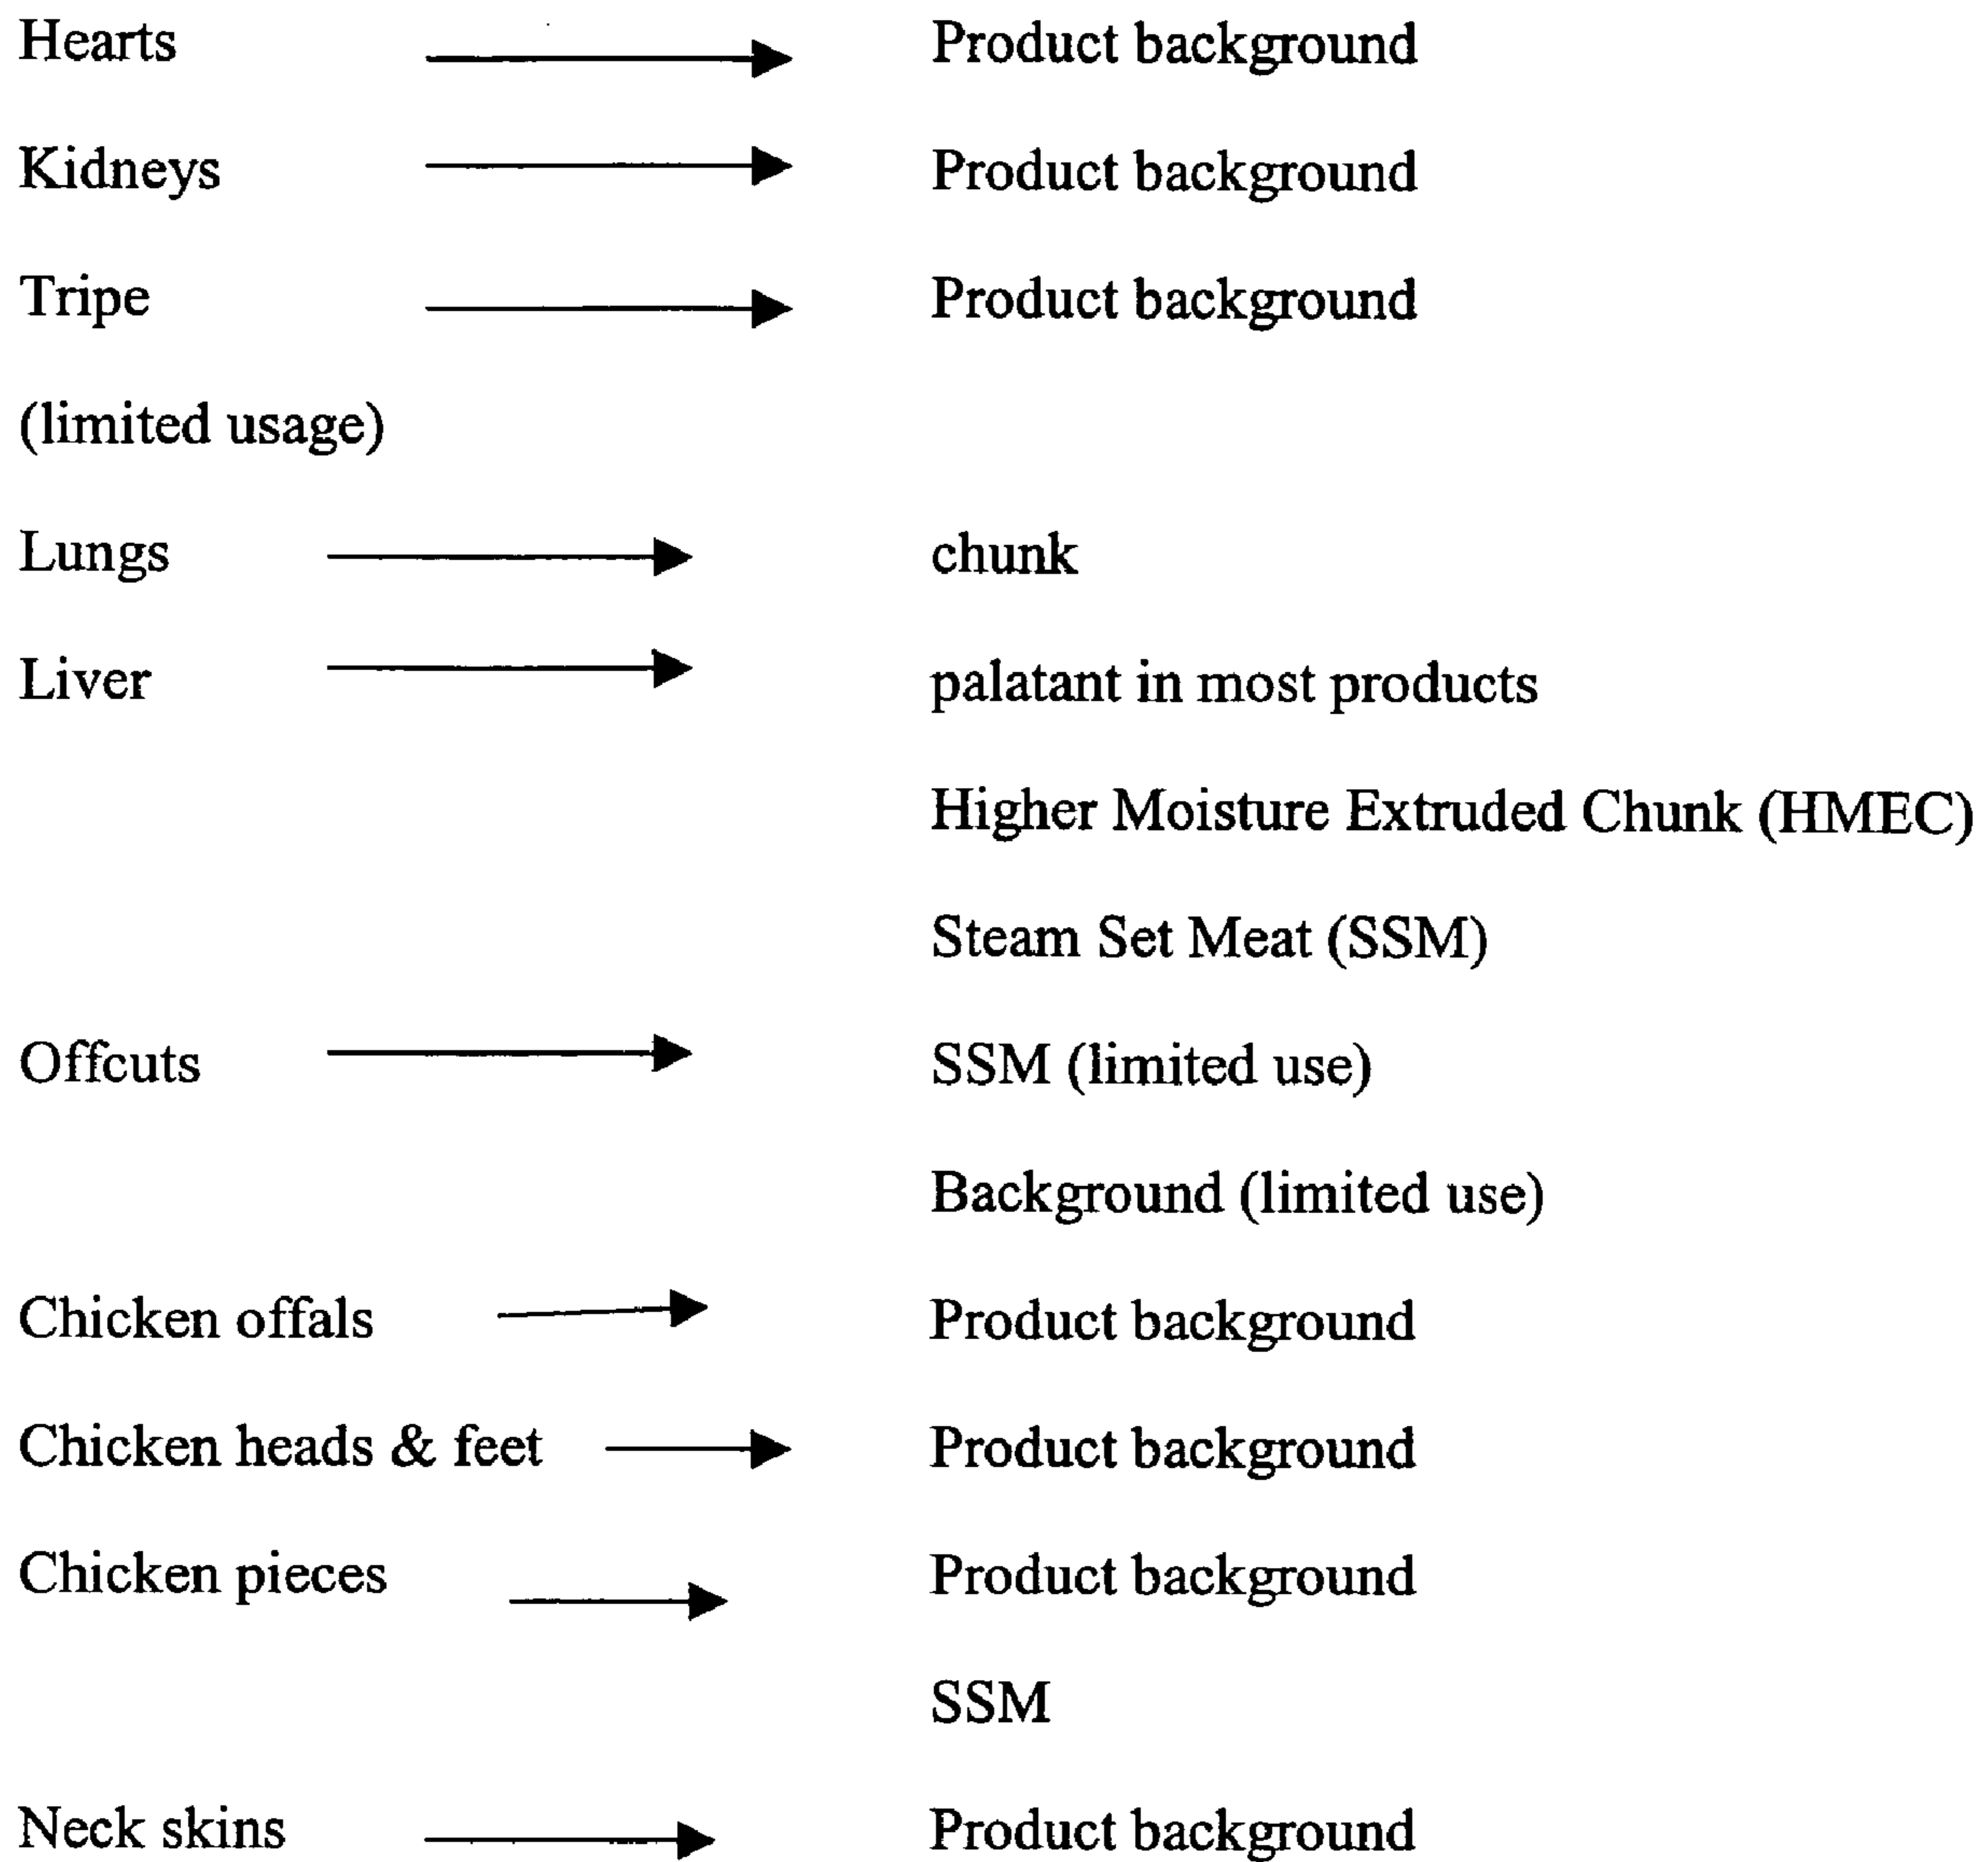 Hearts Product background
Kidneys Product background
Tripe Product background
(limited usage)
Lungs chunk
Liver palatant in most products
Higher Moisture Extruded Chunk (HMEC)
Steam Set Meat (SSM)
Offcuts SSM (limited use)
Background (limited use)
Chicken offals Product background
Chicken heads & feet Product background
Chicken pieces Product background
SSM
Neck skins Product background